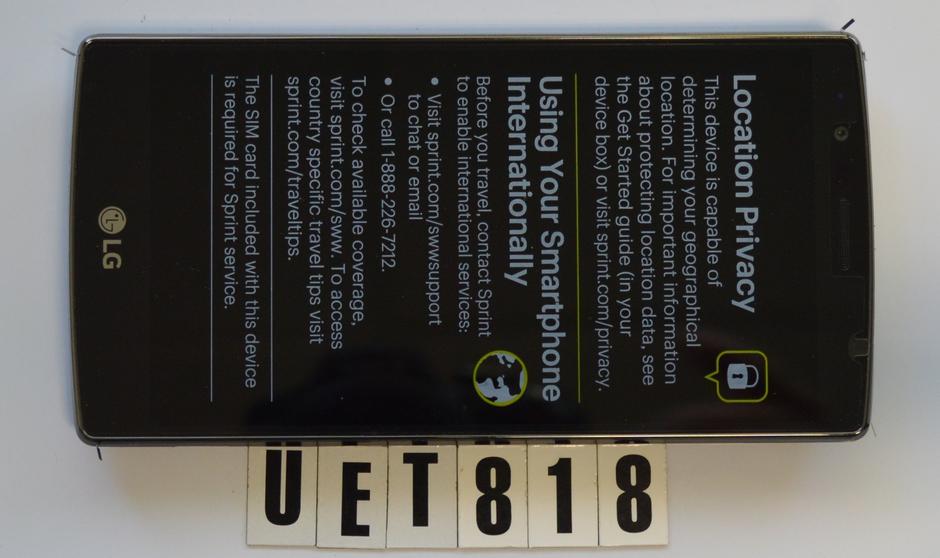 Location Privacy
This device is capable of
determining your geographical
location. For important information
about protecting location data, see
the Get Started guide (in your
device box) or visit sprint.com/privacy.
Using Your Smartphone
Internationally
Before you travel, contact Sprint
to enable international services:
• Visit sprint.com/swwsupport
to chat or email
• Or call 1-888-226-7212.
To check available coverage,
visit sprint.com/sww. To access
country specific travel tips visit
sprint.com/traveltips.
The SIM card included with this device
is required for Sprint service.
LG
UET818